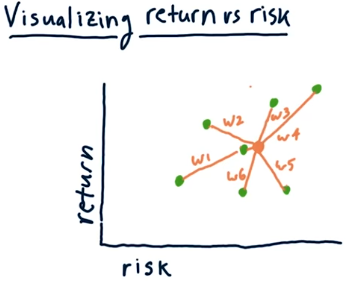 Visualizing return vs risk
w2
w3
w4
w1
w5
w6
return
risk